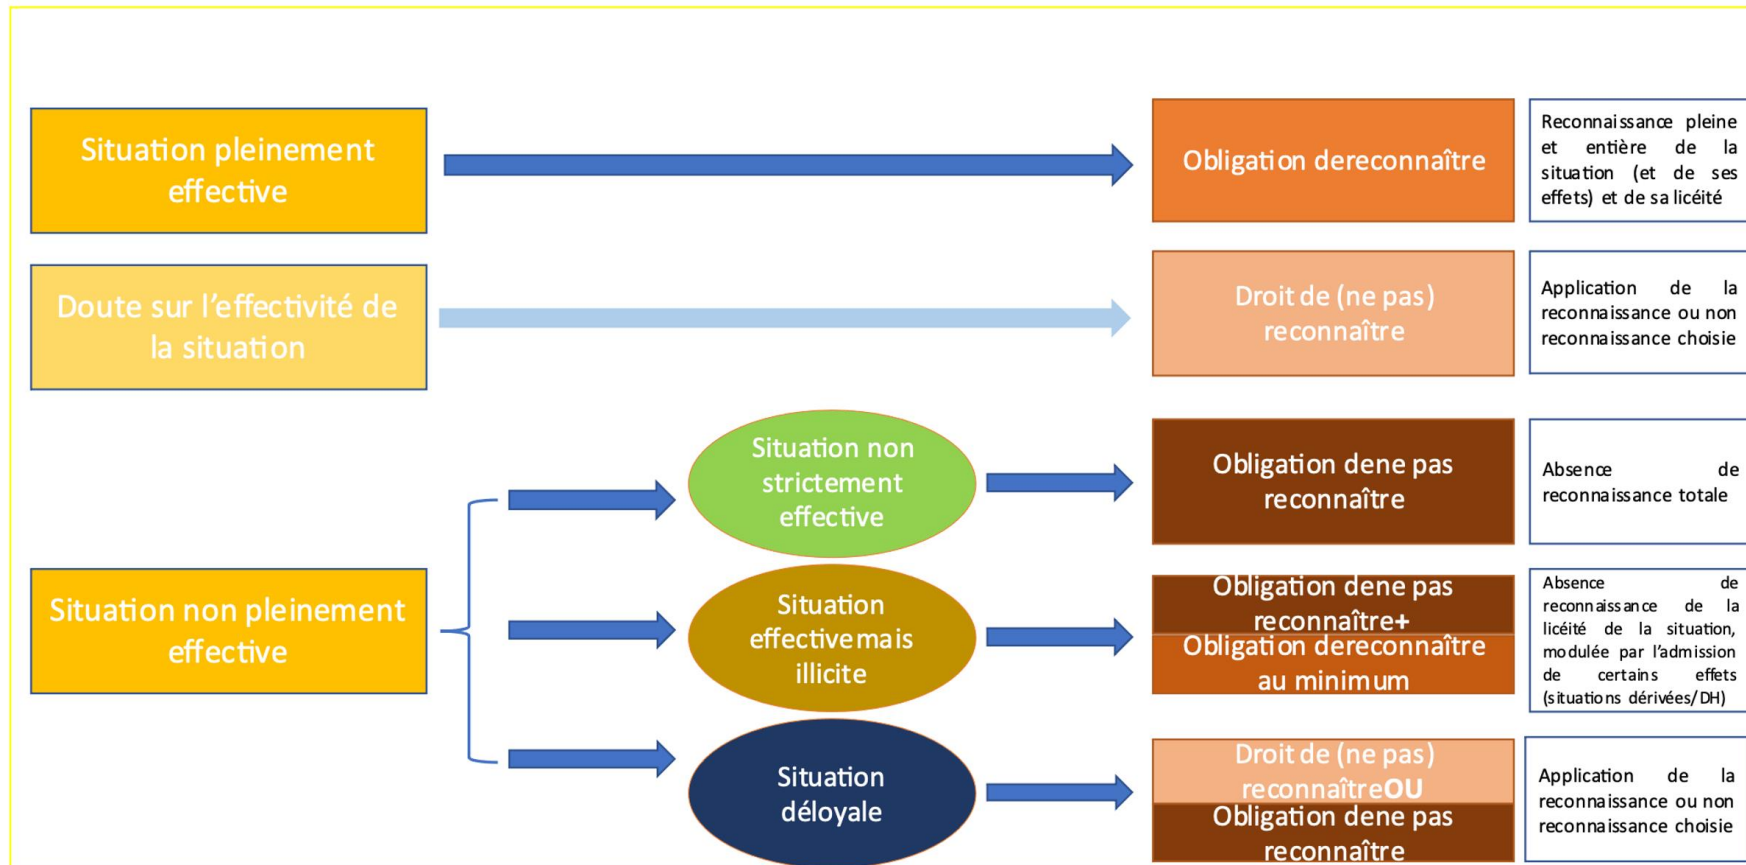 Situation pleinement
effective
Obligation dereconnaître
Reconnaissance pleine
et entière de la
situation (et de ses
effets) et de sa licéité
Doute sur l’effectivité de
la situation
Droit de (ne pas)
reconnaître
Application de la
reconnaissance ou non
reconnaissance choisie
Situation non pleinement
effective
Situation non
strictement
effective
Obligation dene pas
reconnaître
Absence de
reconnaissance totale
Situation
effectivemais
illicite
Obligation dene pas
reconnaître+
Obligation dereconnaître
au minimum
Absence de
reconnaissance de la
licéité de la situation,
modulée par l’admission
de certains effets
(situations dérivées/DH)
Situation
déloyale
Droit de (ne pas)
reconnaîtreOU
Obligation dene pas
reconnaître
Application de la
reconnaissance ou non
reconnaissance choisie